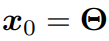 𝒙₀ = 𝚯